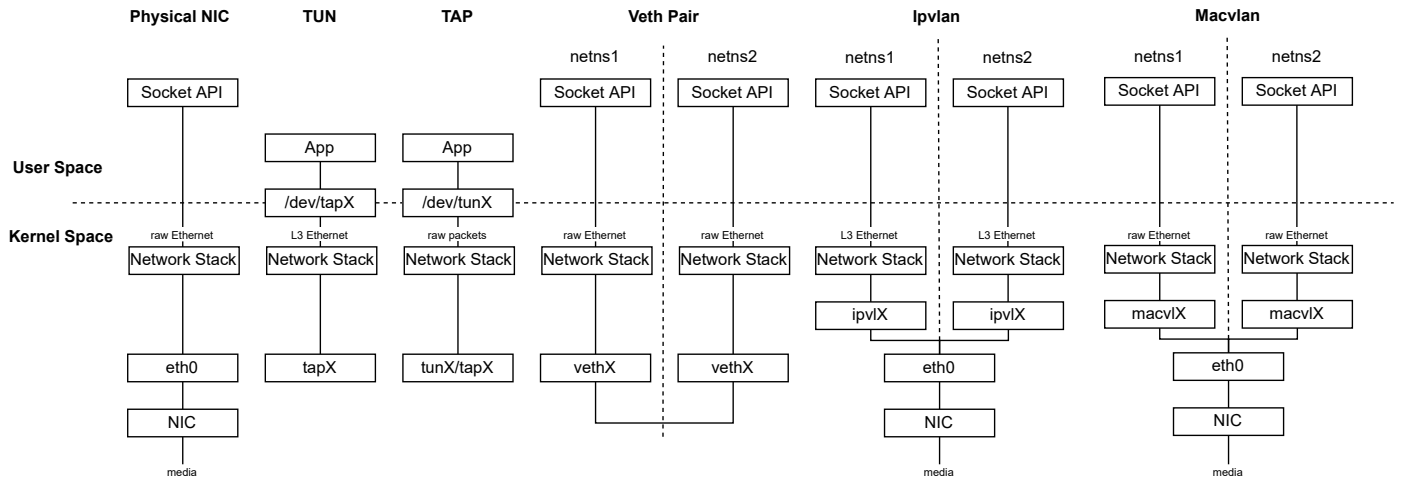 Physical NIC TUN TAP Veth Pair Ipvlan Macvlan
netns1 netns2 netns1 netns2 netns1 netns2
Socket API Socket API Socket API Socket API Socket API Socket API Socket API
App App
User Space
/dev/tapX /dev/tunX
Kernel Space
raw Ethernet L3 Ethernet raw packets raw Ethernet raw Ethernet L3 Ethernet L3 Ethernet raw Ethernet raw Ethernet
Network Stack Network Stack Network Stack Network Stack Network Stack Network Stack Network Stack Network Stack Network Stack
ipvlX ipvlX macvlX macvlX
eth0 tapX tunX/tapX vethX vethX eth0 eth0
NIC NIC NIC
media media media